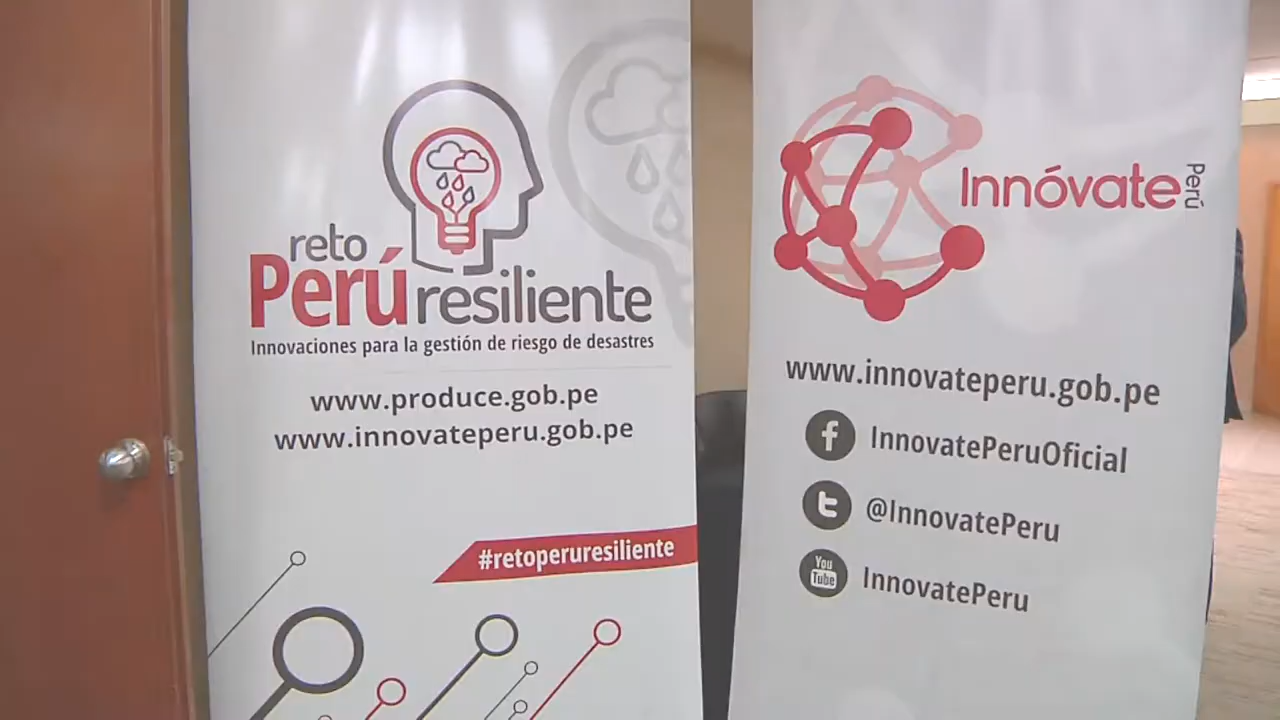 reto
Perú resiliente
Innovaciones para la gestión de riesgo de desastres
www.produce.gob.pe
www.innovateperu.gob.pe
#retoperuresiliente
Innóvate Perú
www.innovateperu.gob.pe
f InnovatePeruOficial
t @InnovatePeru
You Tube InnovatePeru